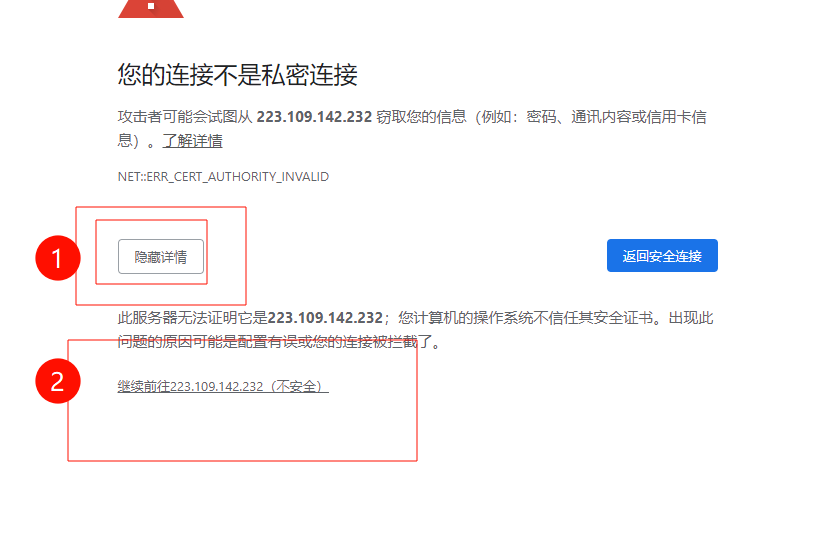 您的连接不是私密连接
攻击者可能会试图从 223.109.142.232 窃取您的信息（例如：密码、通讯内容或信用卡信
息）。了解详情
NET::ERR_CERT_AUTHORITY_INVALID
1
隐藏详情
返回安全连接
此服务器无法证明它是223.109.142.232；您计算机的操作系统不信任其安全证书。出现此
问题的原因可能是配置有误或您的连接被拦截了。
2
继续前往223.109.142.232（不安全）